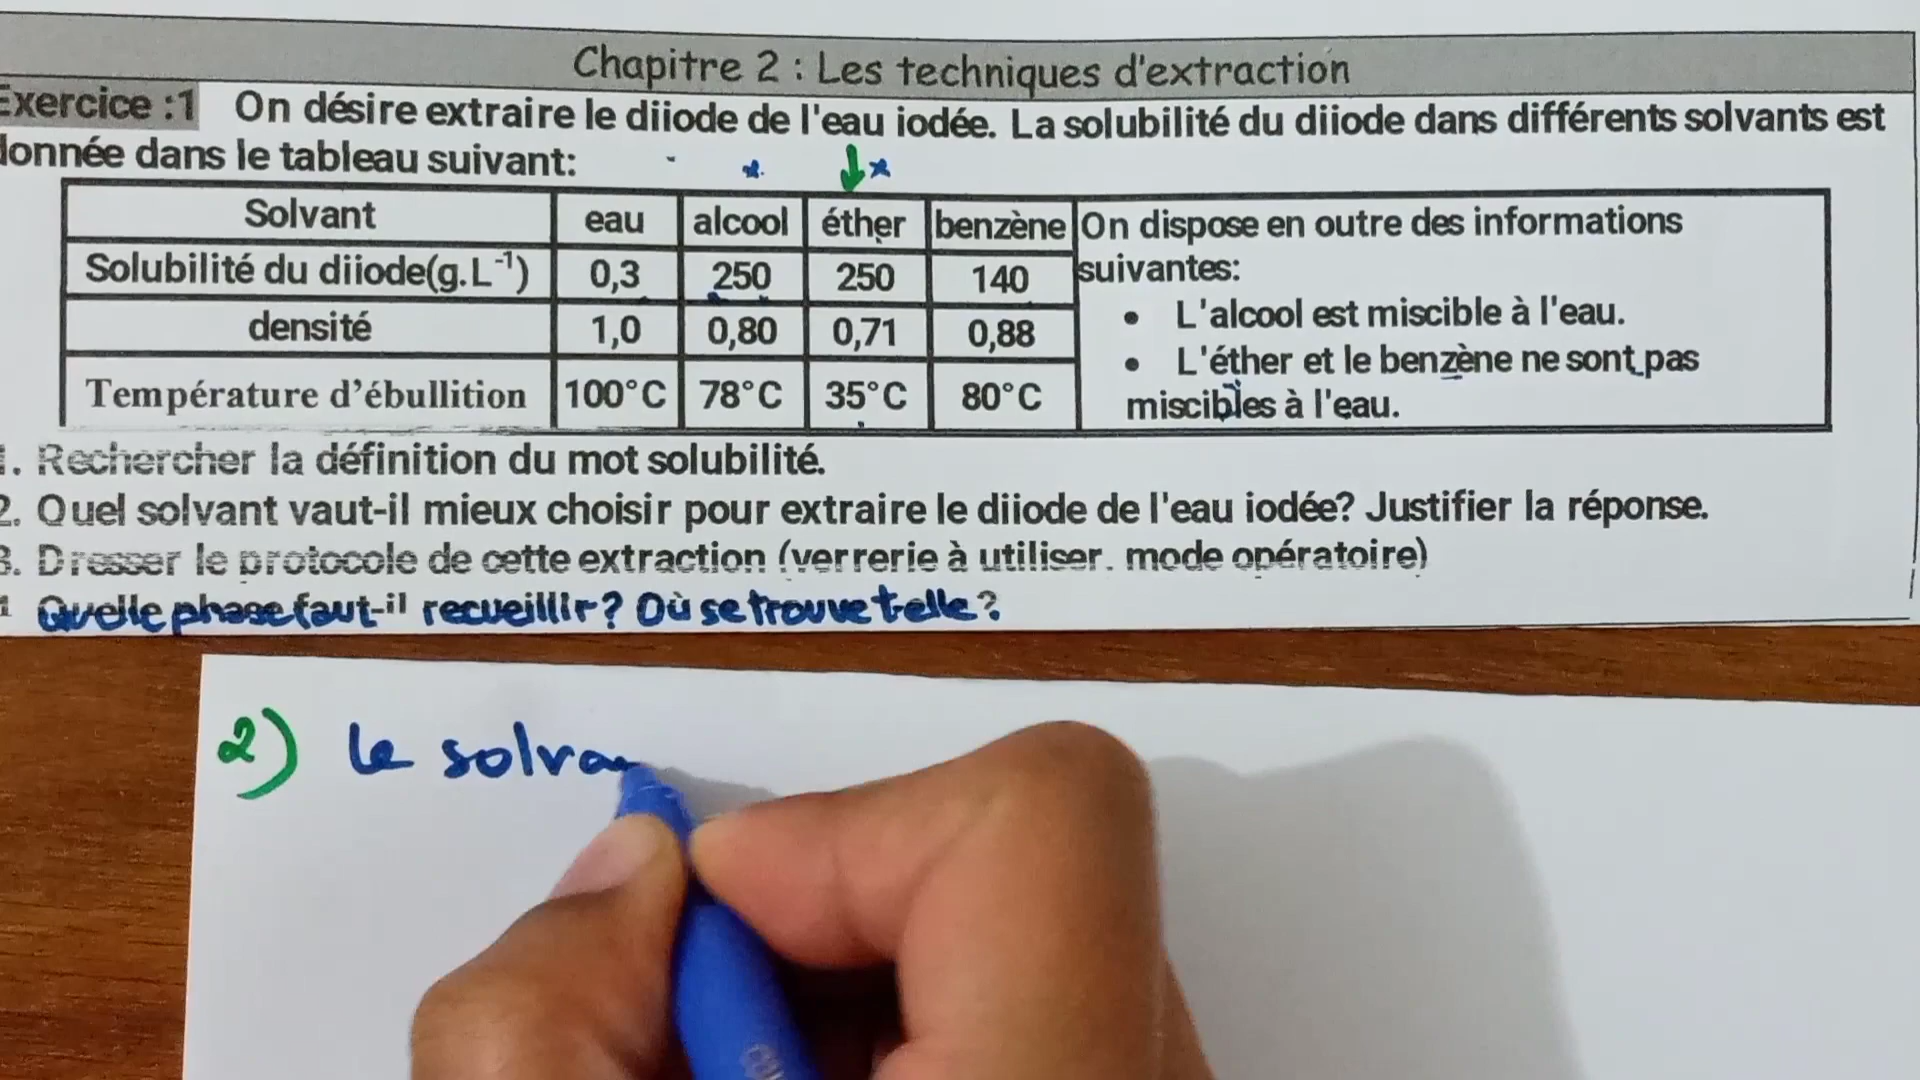 Chapitre 2 : Les techniques d'extraction
Exercice :1 On désire extraire le diiode de l'eau iodée. La solubilité du diiode dans différents solvants est
donnée dans le tableau suivant:
Solvant eau alcool éther benzène
Solubilité du diiode(g.L⁻¹) 0,3 250 250 140
densité 1,0 0,80 0,71 0,88
Température d'ébullition 100°C 78°C 35°C 80°C
On dispose en outre des informations
suivantes:
• L'alcool est miscible à l'eau.
• L'éther et le benzène ne sont pas
miscibles à l'eau.
1. Rechercher la définition du mot solubilité.
2. Quel solvant vaut-il mieux choisir pour extraire le diiode de l'eau iodée? Justifier la réponse.
3. Dresser le protocole de cette extraction (verrerie à utiliser. mode opératoire)
Quelle phase faut-il recueillir? Où se trouve telle?
2) le solva